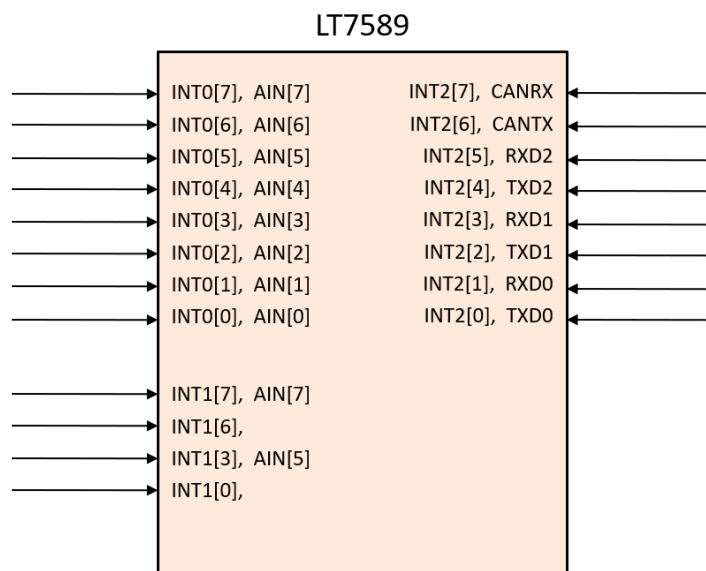 LT7589
INT0[7], AIN[7]
INT0[6], AIN[6]
INT0[5], AIN[5]
INT0[4], AIN[4]
INT0[3], AIN[3]
INT0[2], AIN[2]
INT0[1], AIN[1]
INT0[0], AIN[0]
INT1[7], AIN[7]
INT1[6],
INT1[3], AIN[5]
INT1[0],
INT2[7], CANRX
INT2[6], CANTX
INT2[5], RXD2
INT2[4], TXD2
INT2[3], RXD1
INT2[2], TXD1
INT2[1], RXD0
INT2[0], TXD0